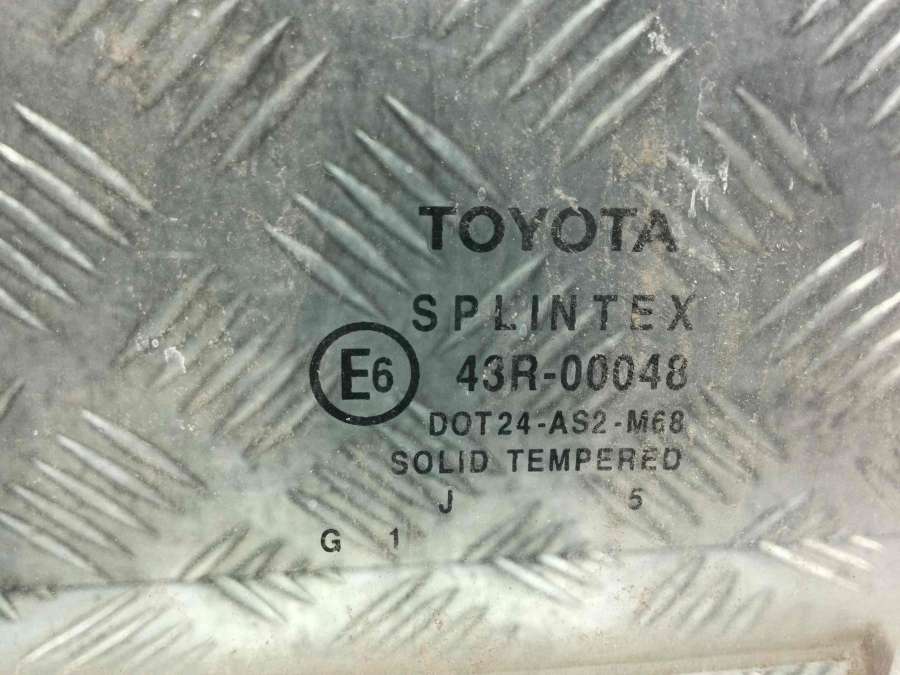 TOYOTA
SPLINTEX
E6 43R-00048
DOT24-AS2-M68
SOLID TEMPERED
J 5
G 1